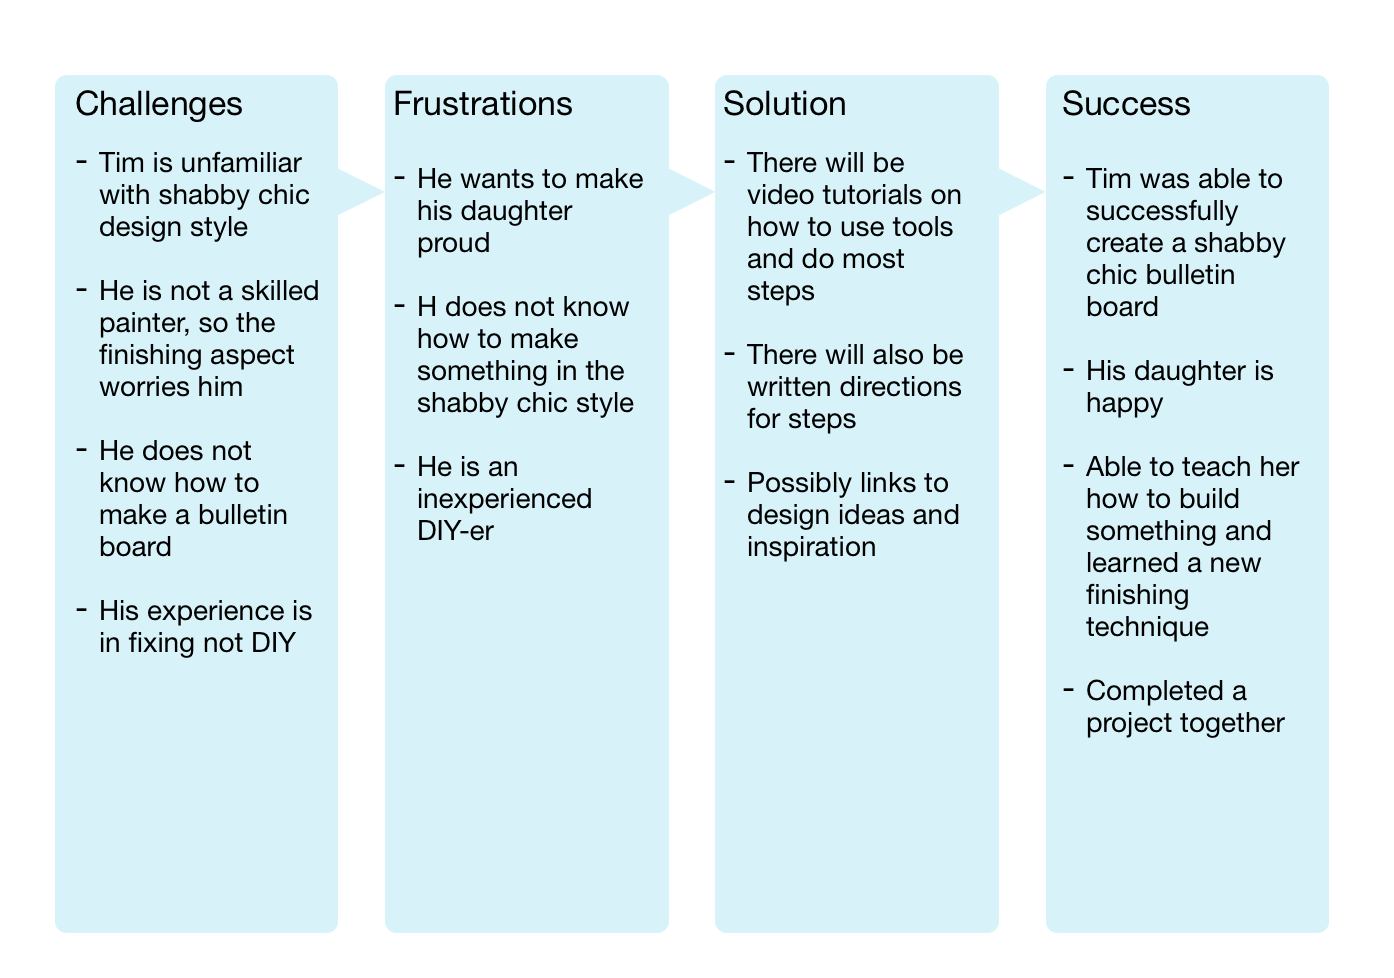 Challenges
- Tim is unfamiliar
with shabby chic
design style
- He is not a skilled
painter, so the
finishing aspect
worries him
- He does not
know how to
make a bulletin
board
- His experience is
in fixing not DIY
Frustrations
- He wants to make
his daughter
proud
- H does not know
how to make
something in the
shabby chic style
- He is an
inexperienced
DIY-er
Solution
- There will be
video tutorials on
how to use tools
and do most
steps
- There will also be
written directions
for steps
- Possibly links to
design ideas and
inspiration
Success
- Tim was able to
successfully
create a shabby
chic bulletin
board
- His daughter is
happy
- Able to teach her
how to build
something and
learned a new
finishing
technique
- Completed a
project together